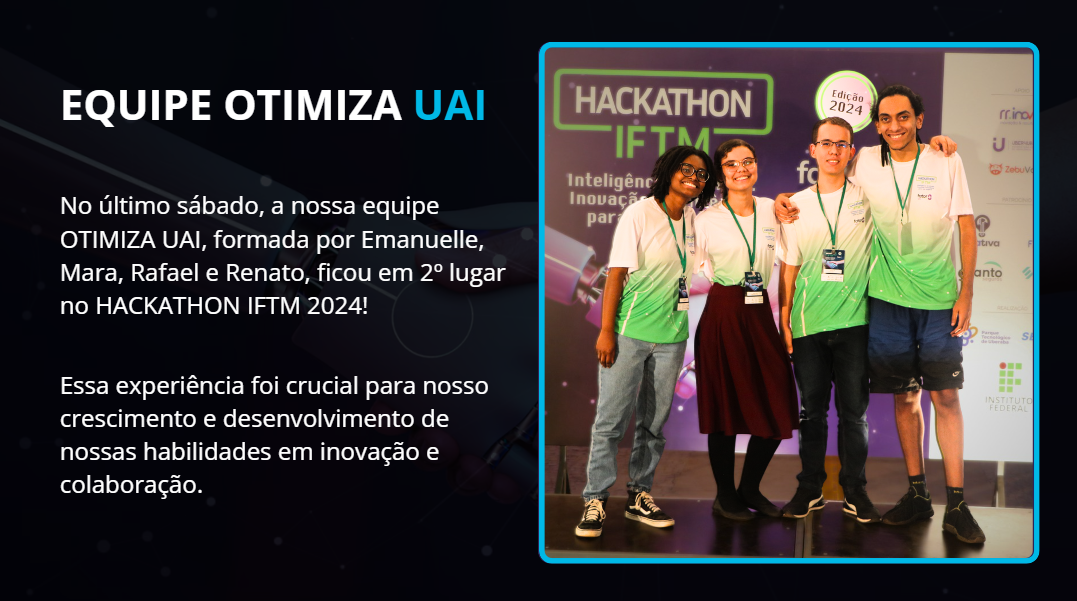 EQUIPE OTIMIZA UAI
No último sábado, a nossa equipe
OTIMIZA UAI, formada por Emanuelle,
Mara, Rafael e Renato, ficou em 2º lugar
no HACKATHON IFTM 2024!
Essa experiência foi crucial para nosso
crescimento e desenvolvimento de
nossas habilidades em inovação e
colaboração.
HACKATHON
IFTM
Edição
2024
INSTITUTO
FEDERAL